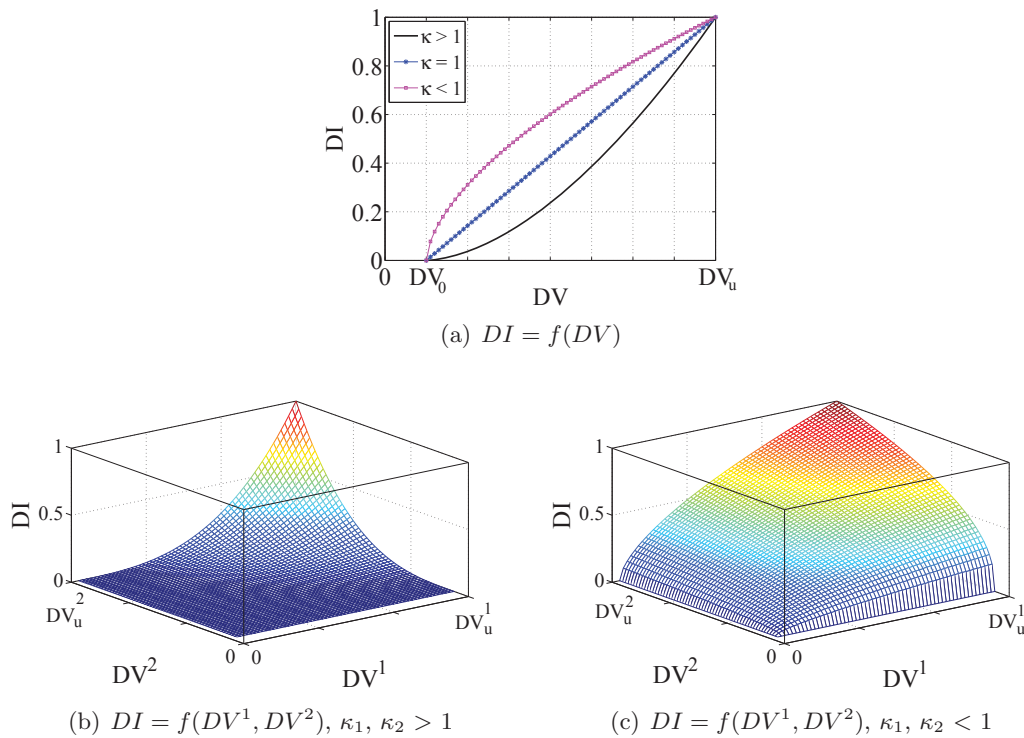 1
0.8
0.6
0.4
0.2
0
DI
κ > 1
κ = 1
κ < 1
0 DV₀ DVᵤ
DV
(a) DI = f(DV)
1
0.5
0
DI
DVᵤ²
0 0
DVᵤ¹
DV² DV¹
(b) DI = f(DV¹, DV²), κ₁, κ₂ > 1
1
0.5
0
DI
DVᵤ²
0 0
DVᵤ¹
DV² DV¹
(c) DI = f(DV¹, DV²), κ₁, κ₂ < 1